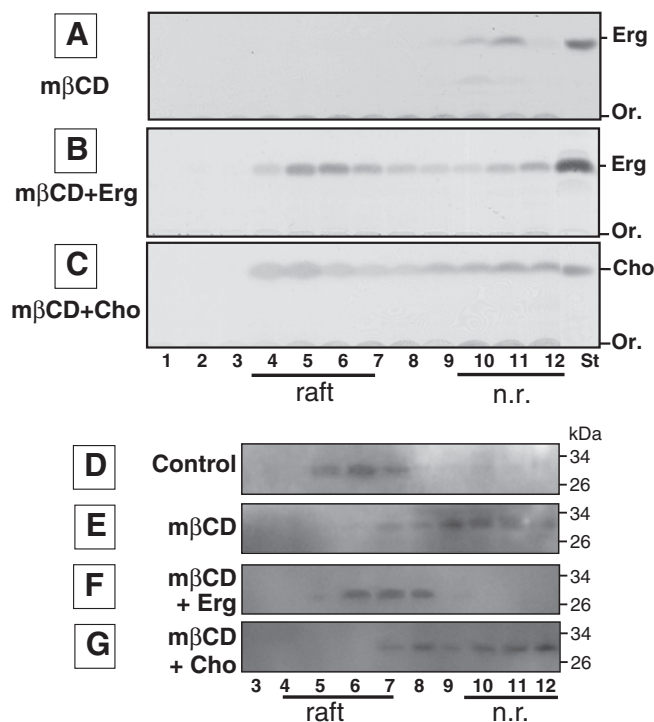 A
mβCD
Erg
Or.
B
mβCD+Erg
Erg
Or.
C
mβCD+Cho
Cho
Or.
1 2 3 4 5 6 7 8 9 10 11 12 St
raft n.r.
kDa
D Control 34
26
E mβCD 34
26
F mβCD + Erg 34
26
G mβCD + Cho 34
26
3 4 5 6 7 8 9 10 11 12
raft n.r.